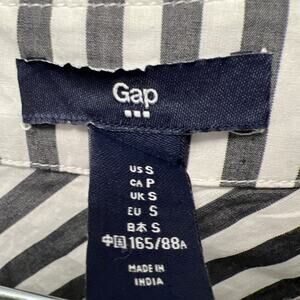 Gap
US S
CA P
UK S
EU S
日本 S
中国 165/88A
MADE IN
INDIA